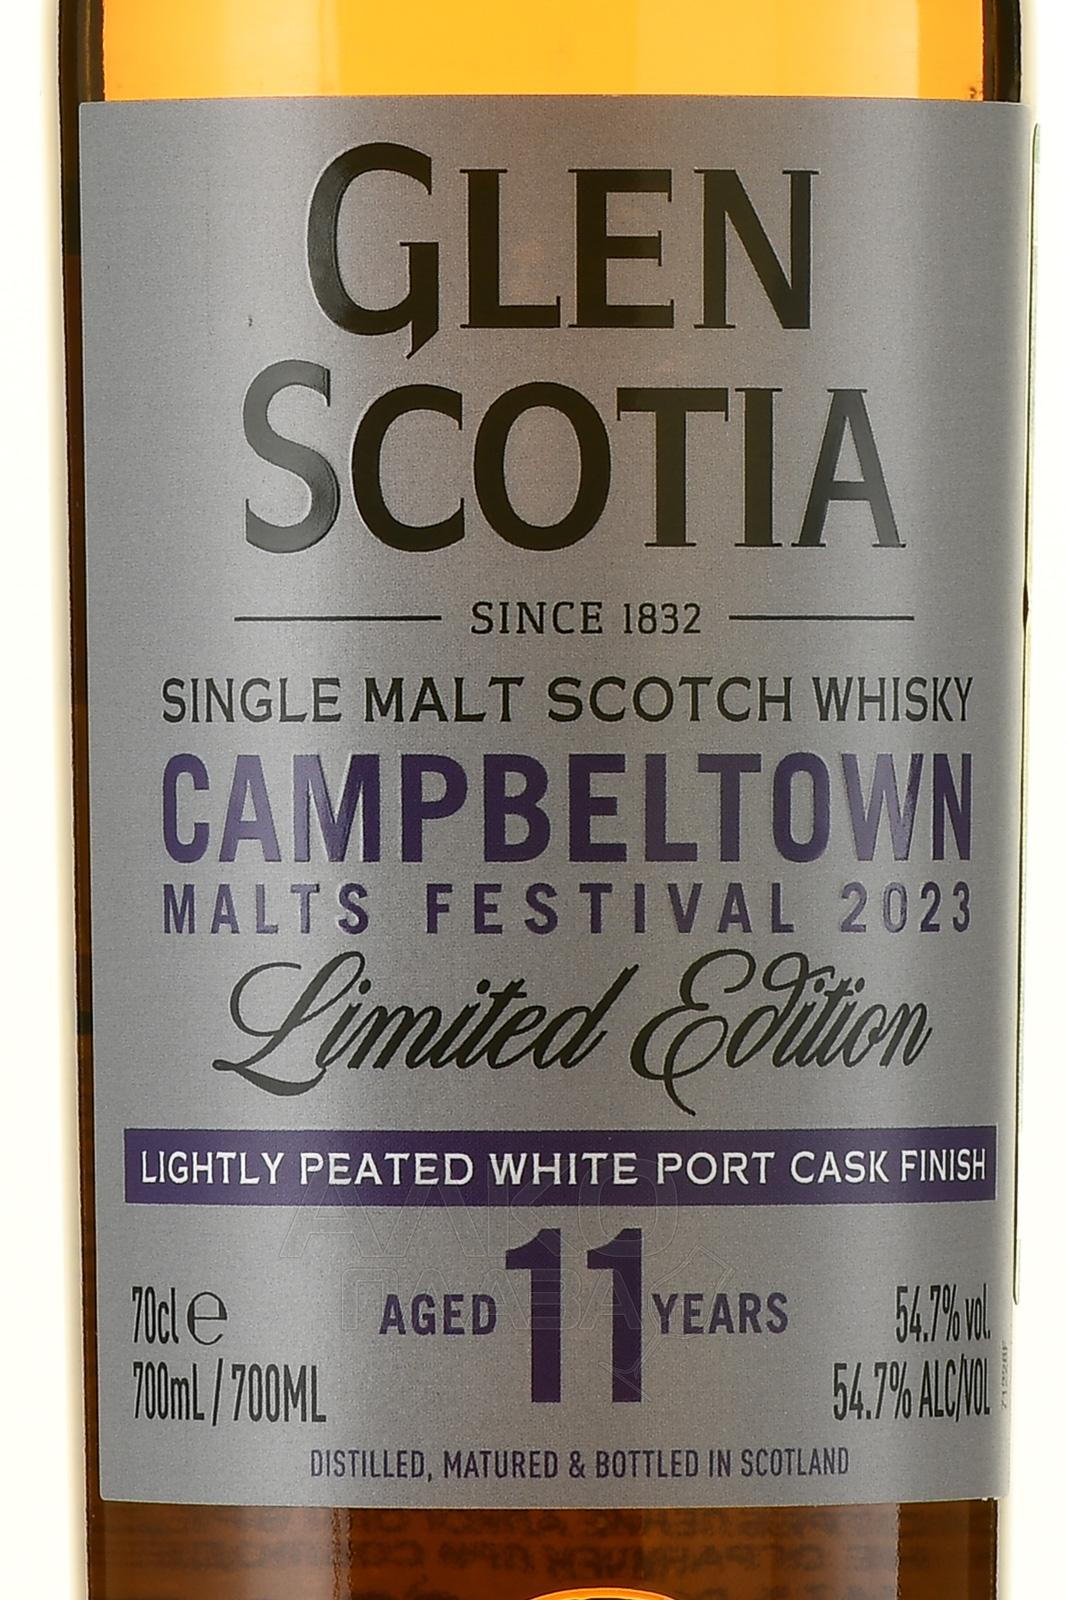 GLEN
SCOTIA
SINCE 1832
SINGLE MALT SCOTCH WHISKY
CAMPBELTOWN
MALTS FESTIVAL 2023
Limited Edition
LIGHTLY PEATED WHITE PORT CASK FINISH
70cl e
700mL / 700ML
AGED 11 YEARS
54.7% vol.
54.7% ALC/VOL
DISTILLED, MATURED & BOTTLED IN SCOTLAND